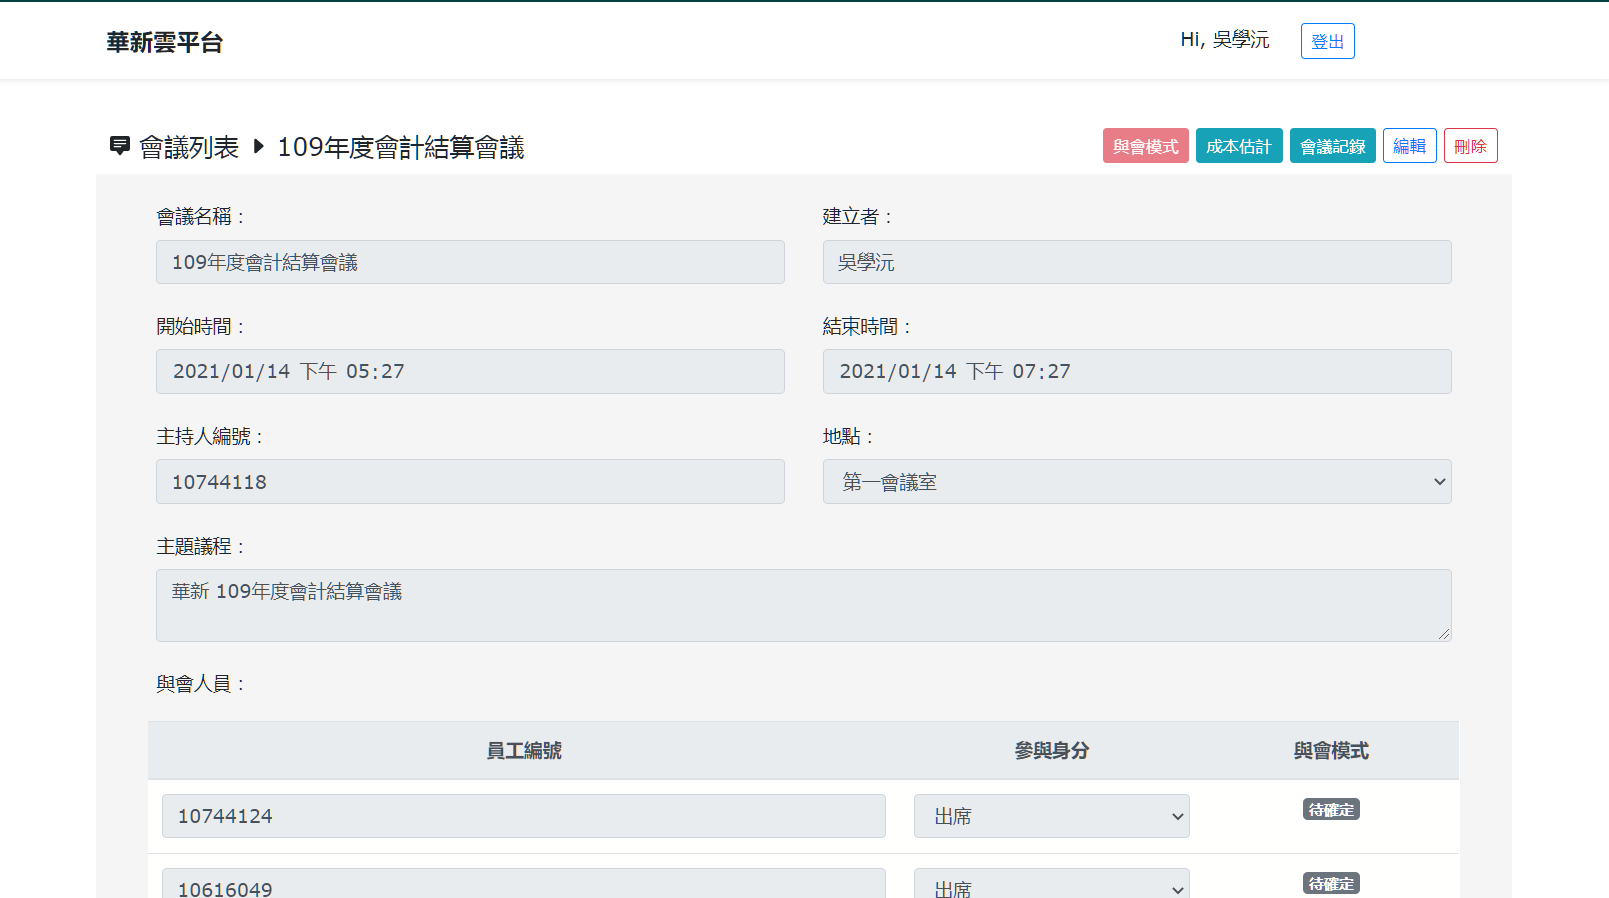 華新雲平台
Hi, 吳學沅
登出
會議列表 109年度會計結算會議
與會模式 成本估計 會議記錄 編輯 刪除
會議名稱：
建立者：
109年度會計結算會議
吳學沅
開始時間：
結束時間：
2021/01/14 下午 05:27
2021/01/14 下午 07:27
主持人編號：
地點：
10744118
第一會議室
主題議程：
華新 109年度會計結算會議
與會人員：
員工編號 參與身分 與會模式
10744124 出席 待確定
10616049 出席 待確定